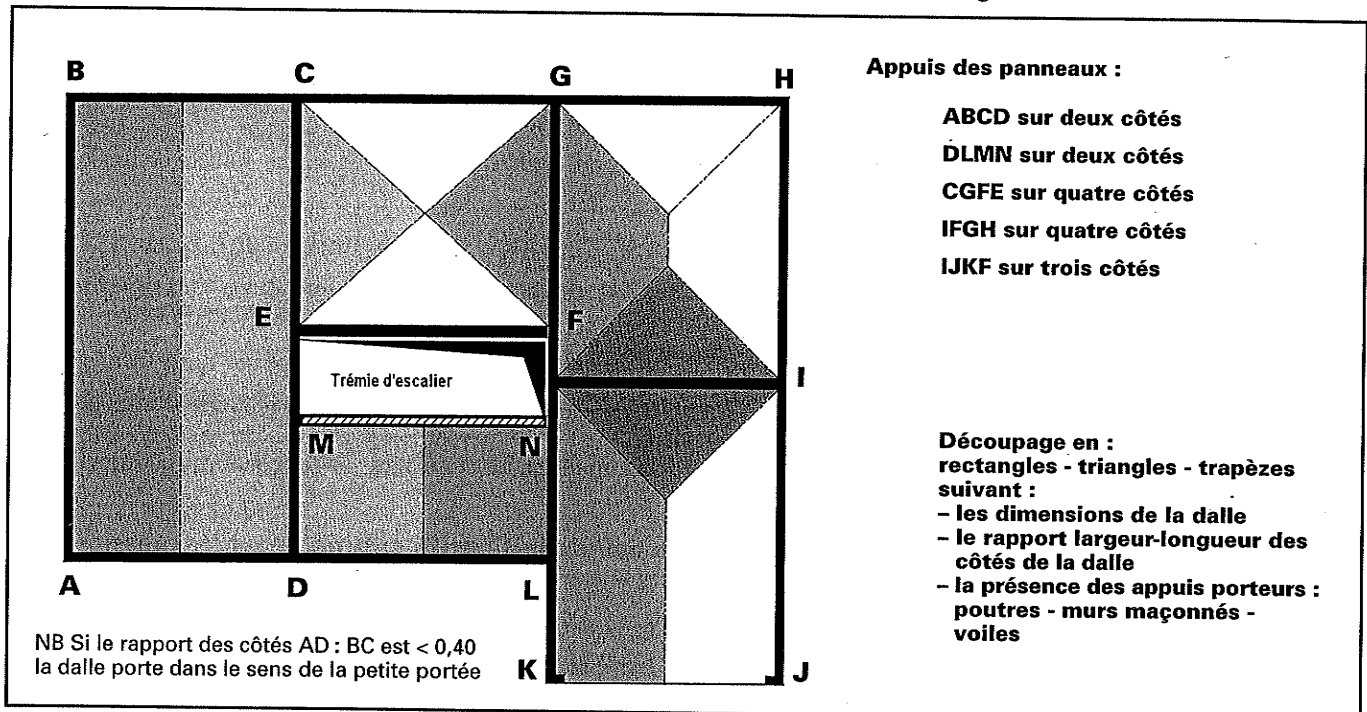 B
C
G
H
E
F
I
Trémie d'escalier
M
N
A
D
L
K
J
NB Si le rapport des côtés AD : BC est < 0,40
la dalle porte dans le sens de la petite portée
Appuis des panneaux :
ABCD sur deux côtés
DLMN sur deux côtés
CGFE sur quatre côtés
IFGH sur quatre côtés
IJKF sur trois côtés
Découpage en :
rectangles - triangles - trapèzes
suivant :
– les dimensions de la dalle
– le rapport largeur-longueur des
côtés de la dalle
– la présence des appuis porteurs :
poutres - murs maçonnés -
voiles